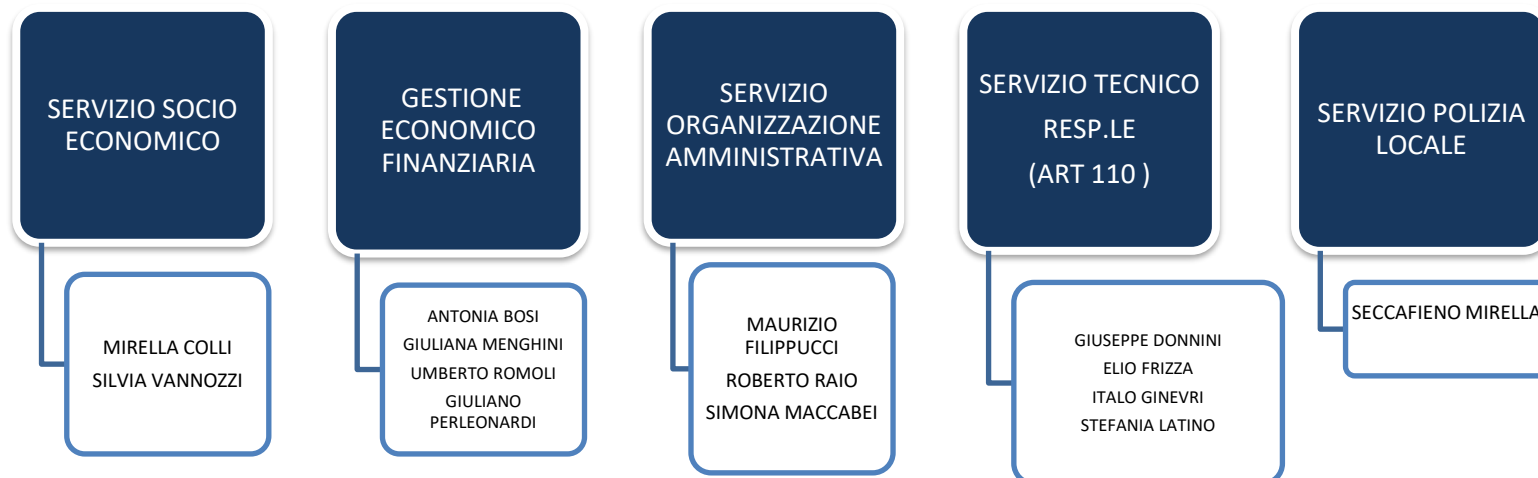 SERVIZIO SOCIO
ECONOMICO
MIRELLA COLLI
SILVIA VANNOZZI
GESTIONE
ECONOMICO
FINANZIARIA
ANTONIA BOSI
GIULIANA MENGHINI
UMBERTO ROMOLI
GIULIANO
PERLEONARDI
SERVIZIO
ORGANIZZAZIONE
AMMINISTRATIVA
MAURIZIO
FILIPPUCCI
ROBERTO RAIO
SIMONA MACCABEI
SERVIZIO TECNICO
RESP.LE
(ART 110 )
GIUSEPPE DONNINI
ELIO FRIZZA
ITALO GINEVRI
STEFANIA LATINO
SERVIZIO POLIZIA
LOCALE
SECCAFIENO MIRELLA